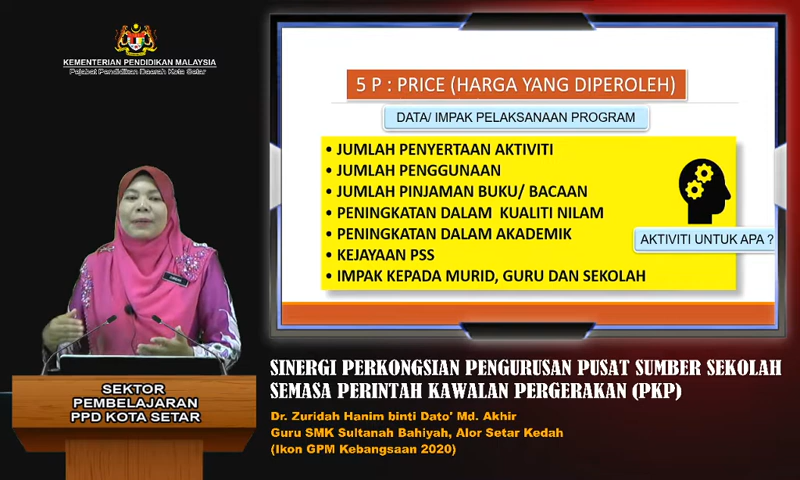 KEMENTERIAN PENDIDIKAN MALAYSIA
Pejabat Pendidikan Daerah Kota Setar
5 P : PRICE (HARGA YANG DIPEROLEH)
DATA/ IMPAK PELAKSANAAN PROGRAM
• JUMLAH PENYERTAAN AKTIVITI
• JUMLAH PENGGUNAAN
• JUMLAH PINJAMAN BUKU/ BACAAN
• PENINGKATAN DALAM KUALITI NILAM
• PENINGKATAN DALAM AKADEMIK
• KEJAYAAN PSS
• IMPAK KEPADA MURID, GURU DAN SEKOLAH
AKTIVITI UNTUK APA ?
SEKTOR
PEMBELAJARAN
PPD KOTA SETAR
SINERGI PERKONGSIAN PENGURUSAN PUSAT SUMBER SEKOLAH
SEMASA PERINTAH KAWALAN PERGERAKAN (PKP)
Dr. Zuridah Hanim binti Dato' Md. Akhir
Guru SMK Sultanah Bahiyah, Alor Setar Kedah
(Ikon GPM Kebangsaan 2020)